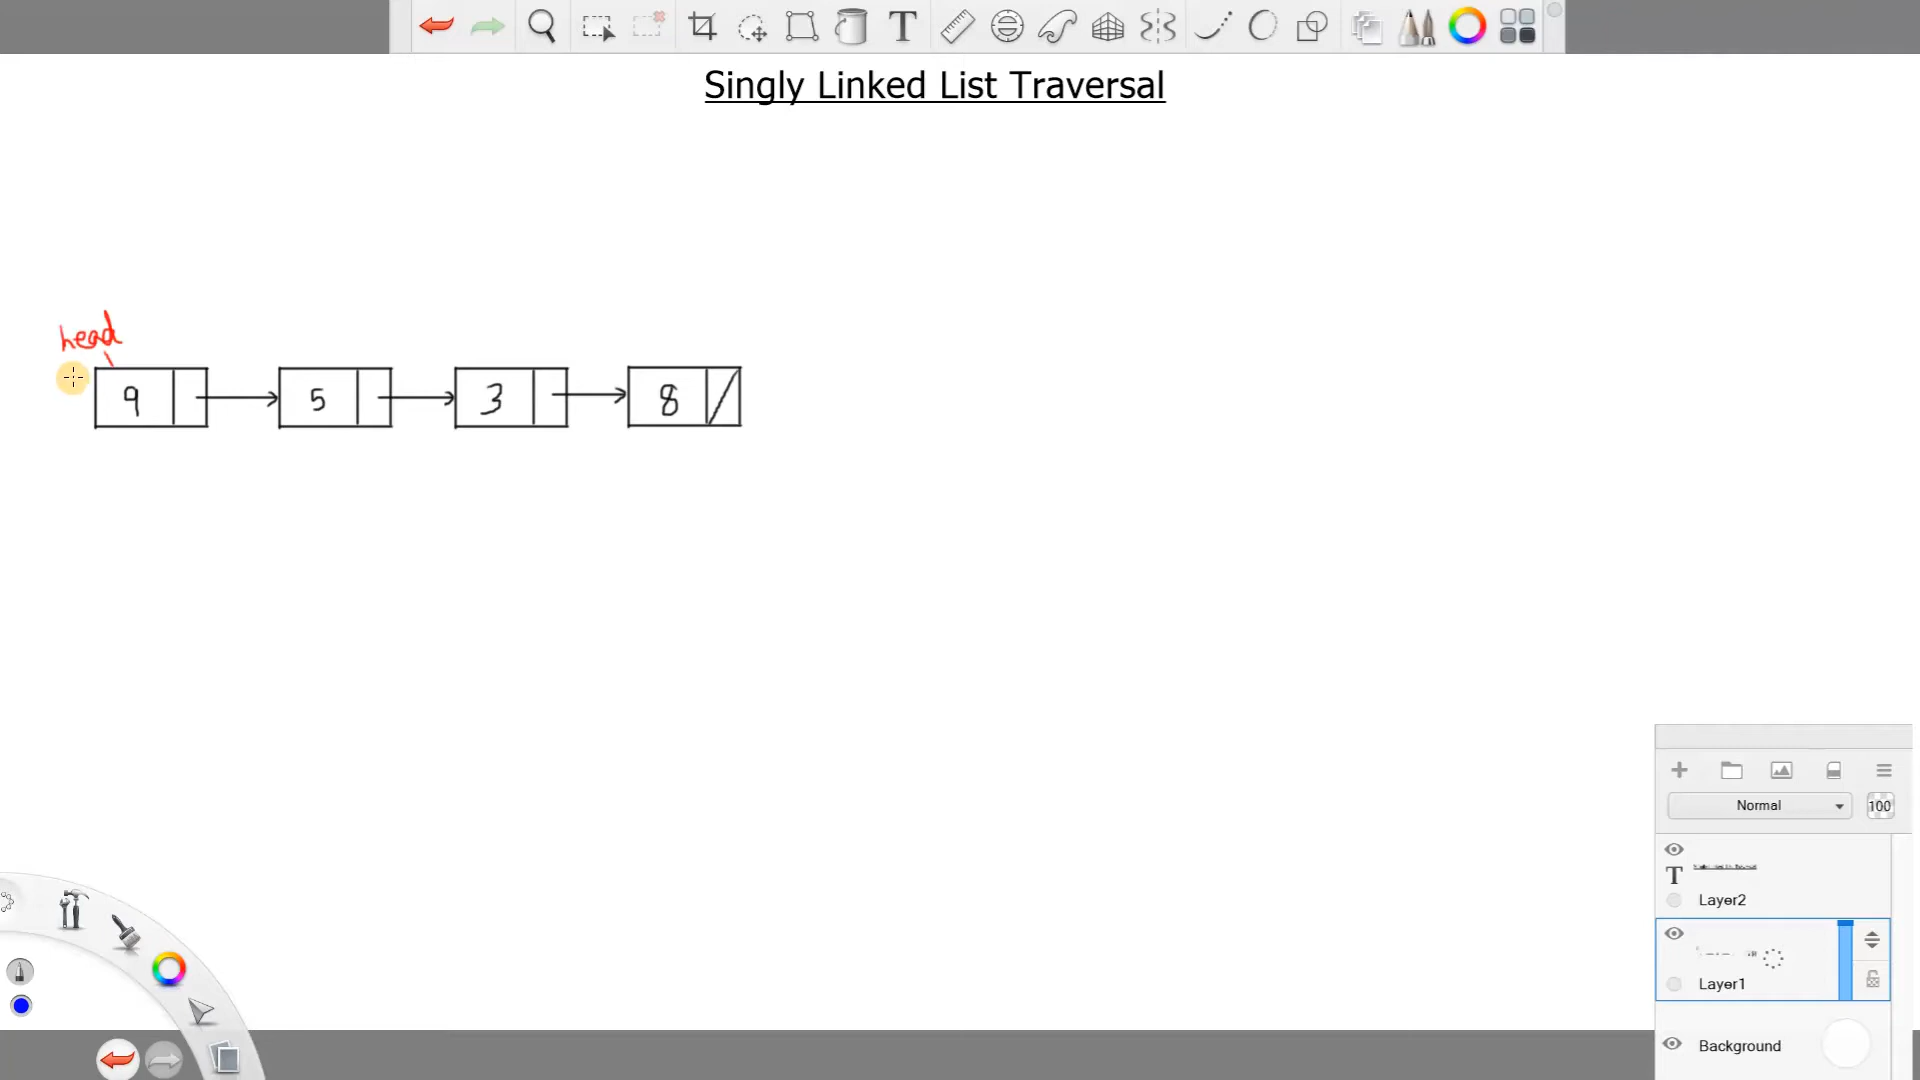 T
Singly Linked List Traversal
head
9 5 3 8
Normal 100
T
Layer2
Layer1
Background